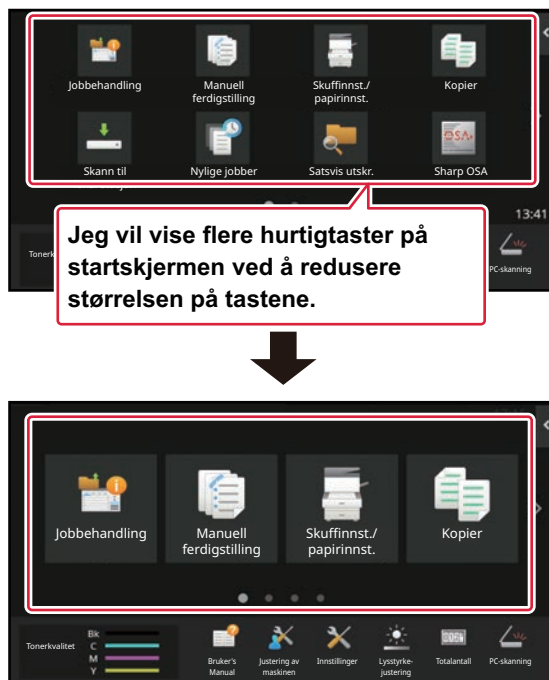 Jobbehandling
Manuell
ferdigstilling
Skuffinnst./
papirinnst.
Kopier
Skann til
Nylige jobber
Satsvis utskr.
Sharp OSA
13:41
Jeg vil vise flere hurtigtaster på
startskjermen ved å redusere
størrelsen på tastene.
PC-skanning
Jobbehandling
Manuell
ferdigstilling
Skuffinnst./
papirinnst.
Kopier
Tonerkvalitet
Bk
C
M
Y
Bruker's
Manual
Justering av
maskinen
Innstillinger
Lysstyrke-
justering
Totalantall
PC-skanning